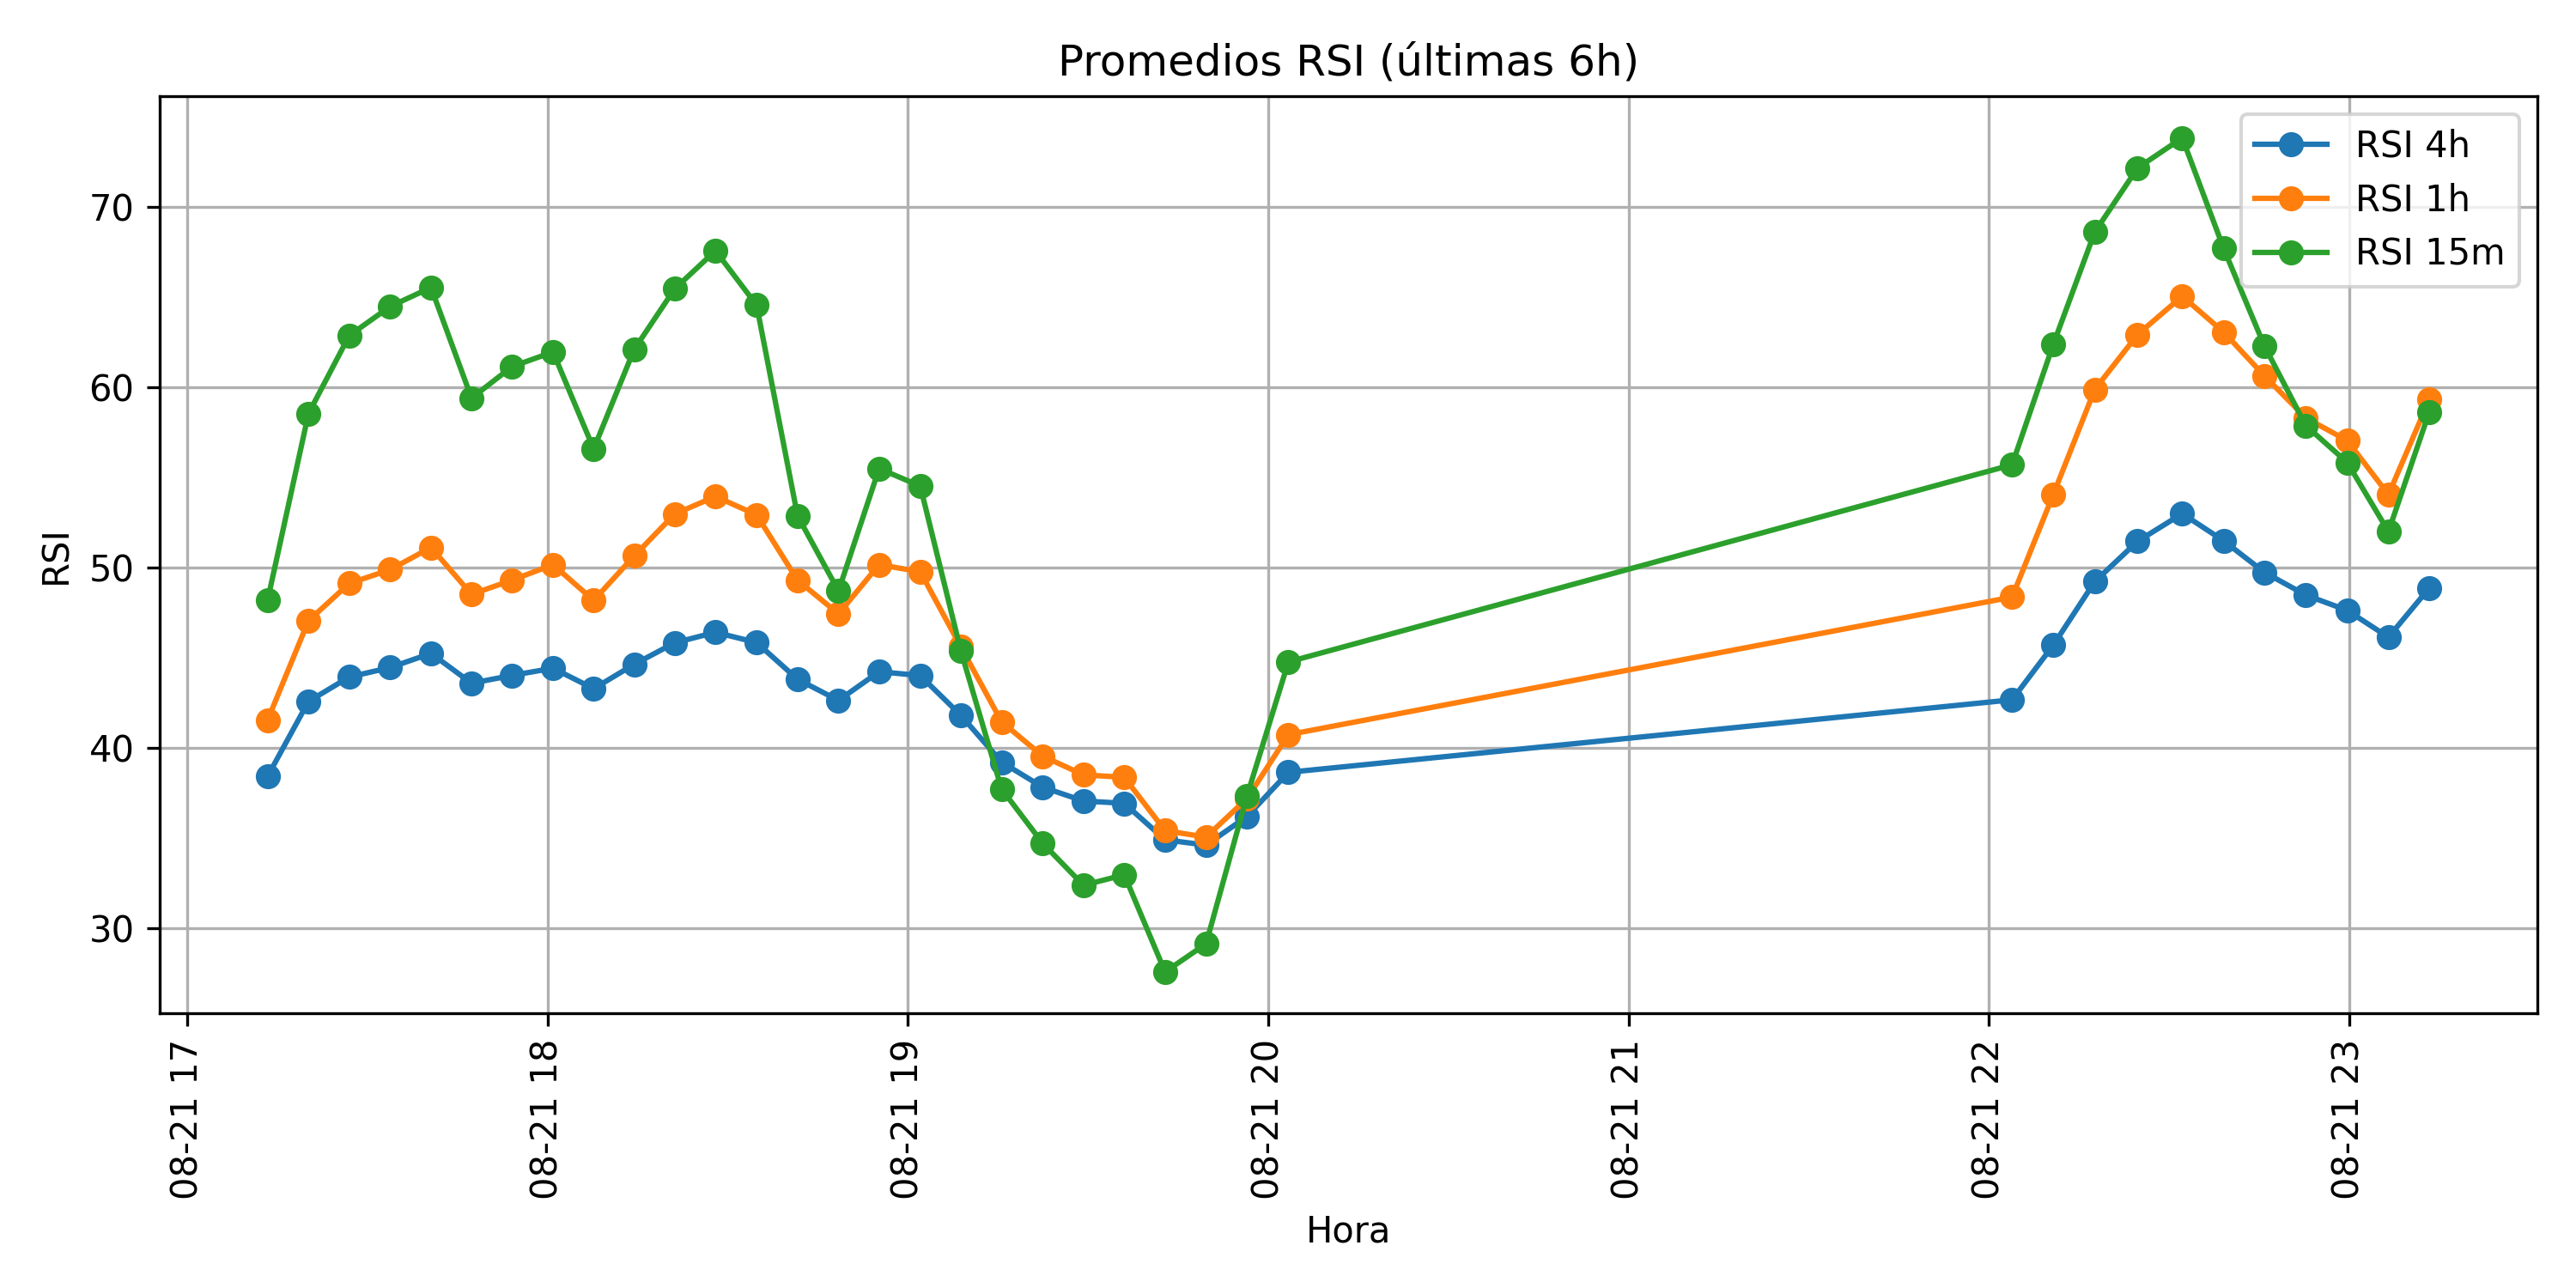 Promedios RSI (últimas 6h)
RSI 4h
RSI 1h
RSI 15m
RSI
70
60
50
40
30
08-21 17
08-21 18
08-21 19
08-21 20
08-21 21
08-21 22
08-21 23
Hora